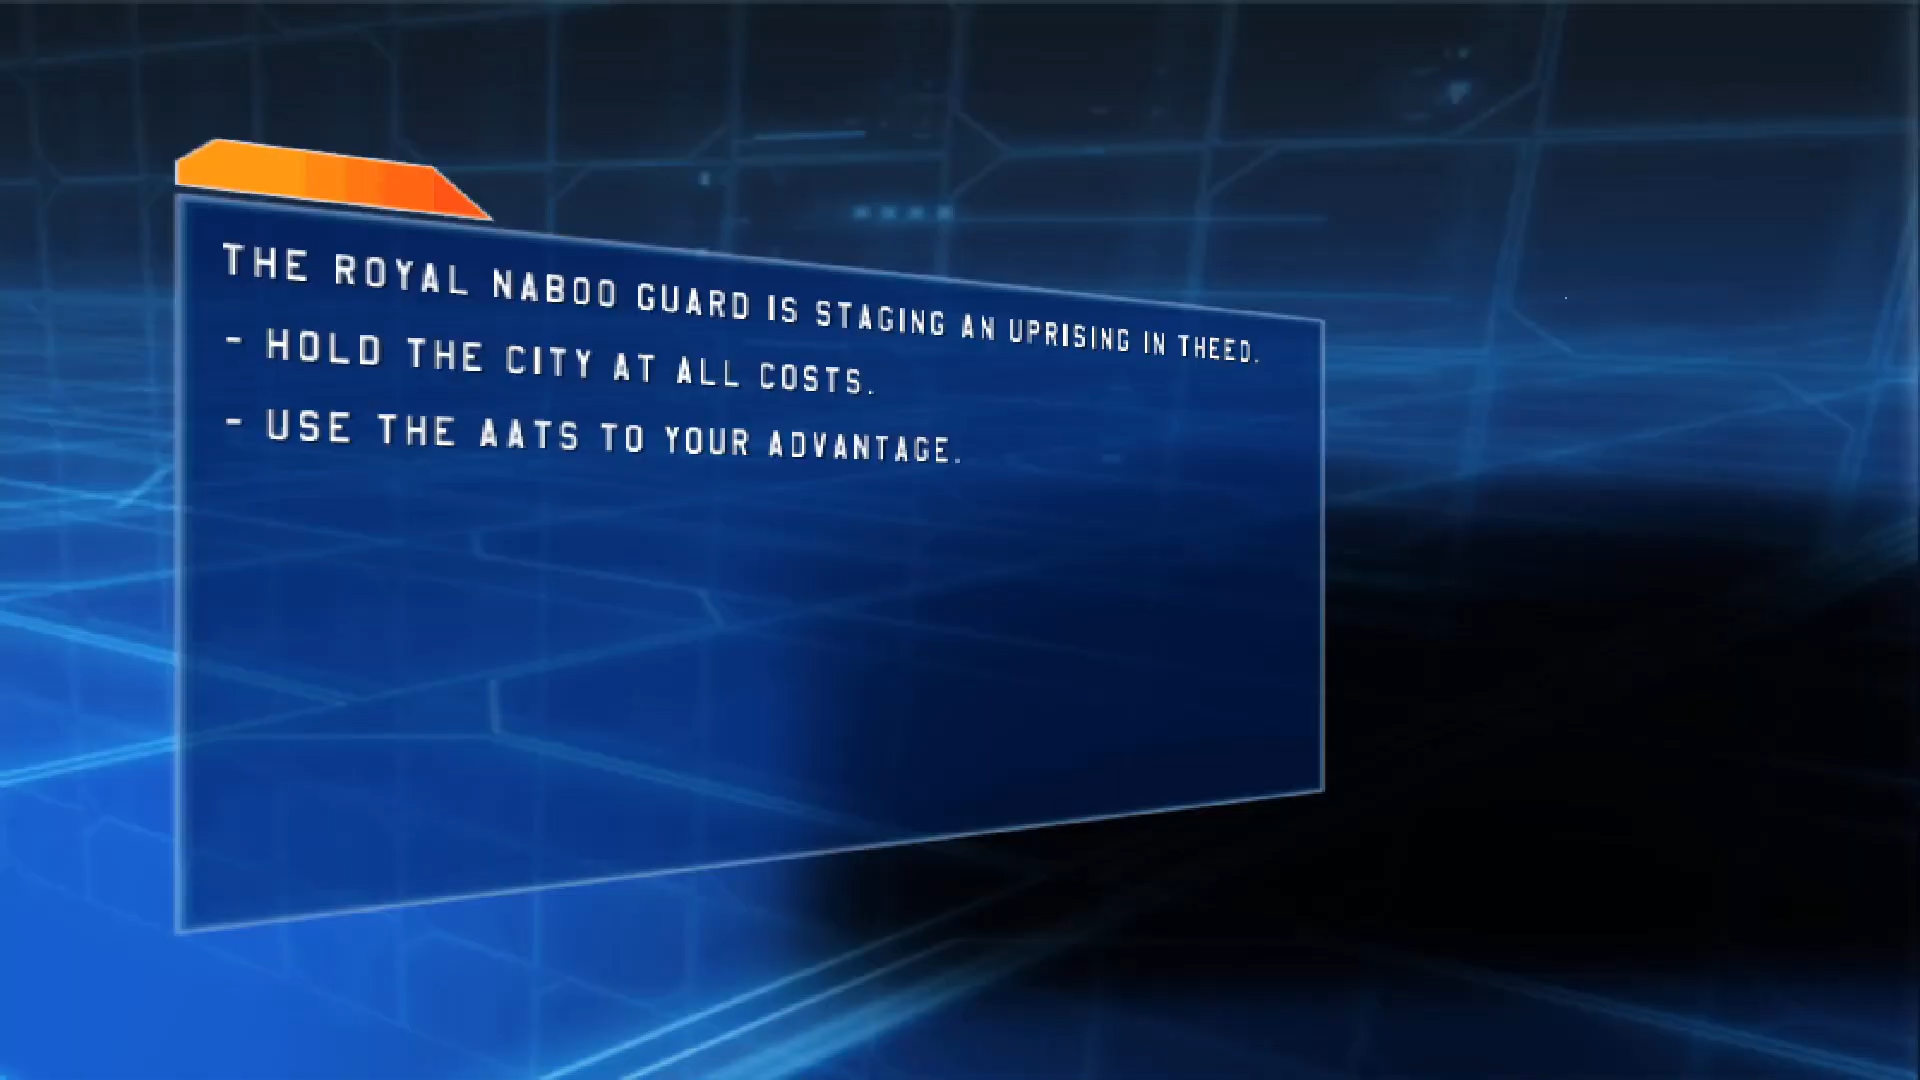 THE ROYAL NABOO GUARD IS STAGING AN UPRISING IN THEED.
- HOLD THE CITY AT ALL COSTS.
- USE THE AATS TO YOUR ADVANTAGE.